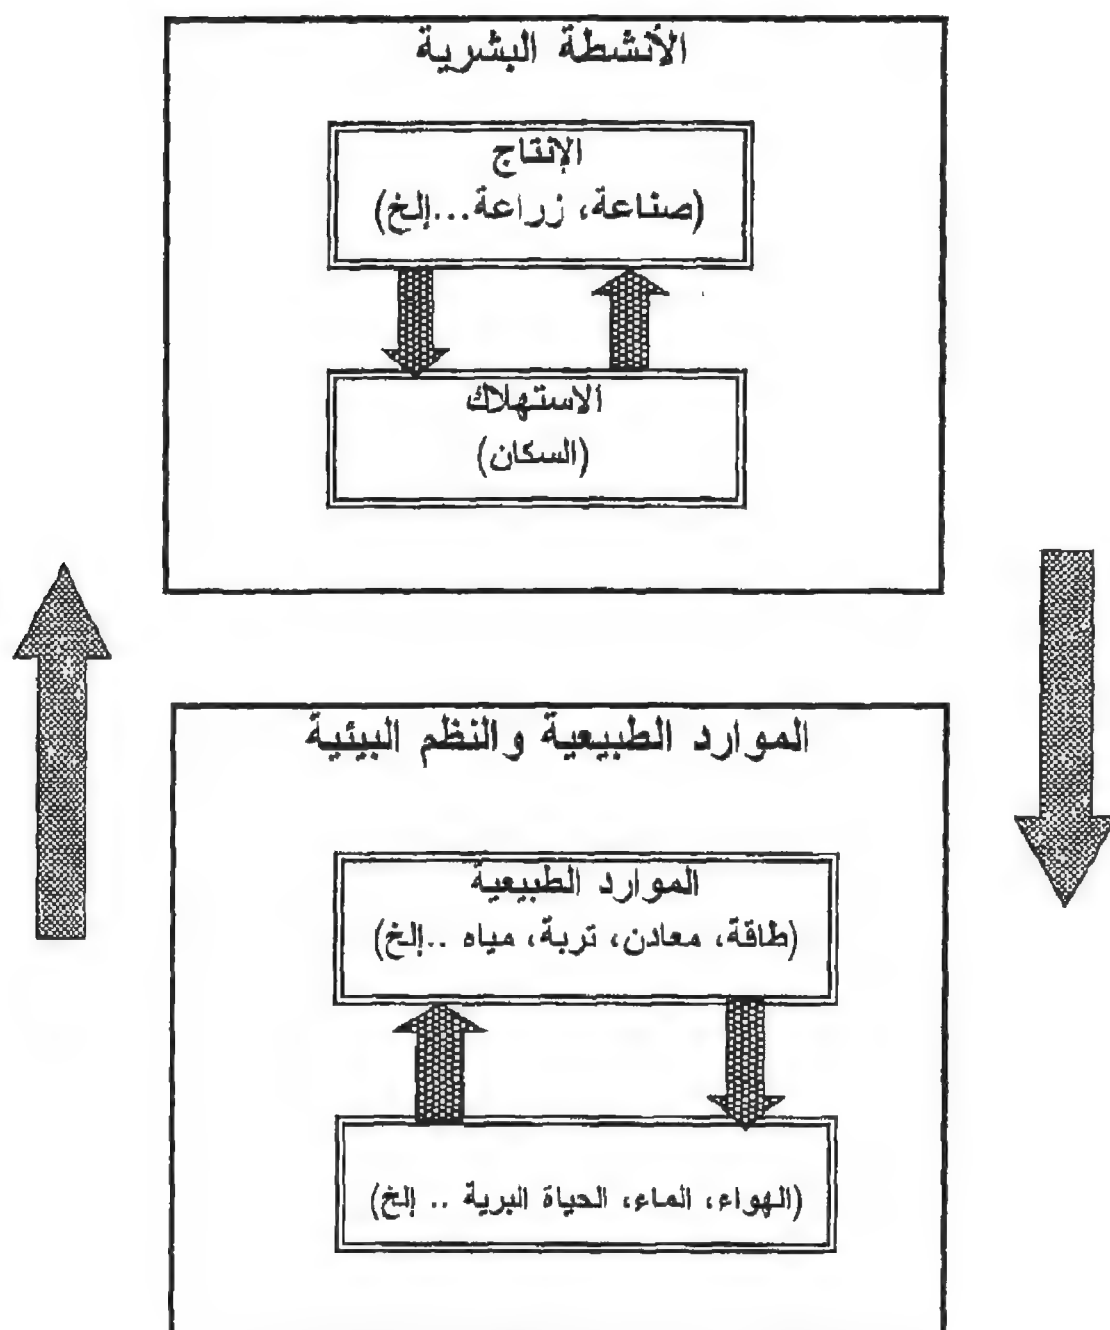 الأنشطة البشرية
الإنتاج
(صناعة، زراعة...إلخ)
الاستهلاك
(السكان)
الموارد الطبيعية والنظم البيئية
الموارد الطبيعية
(طاقة، معادن، تربة، مياه ..إلخ)
(الهواء، الماء، الحياة البرية .. إلخ)